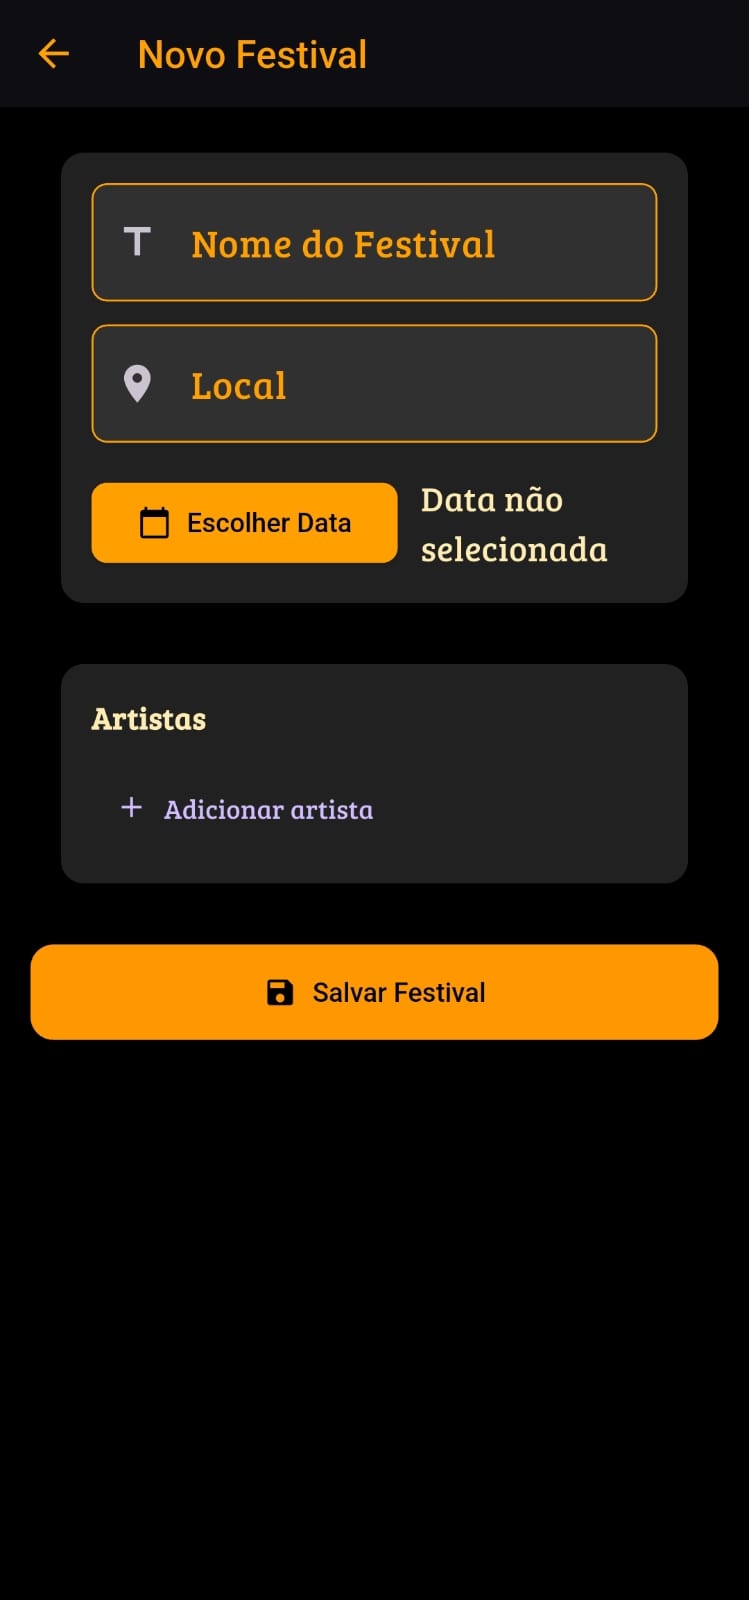 Novo Festival
Nome do Festival
Local
Escolher Data
Data não
selecionada
Artistas
Adicionar artista
Salvar Festival